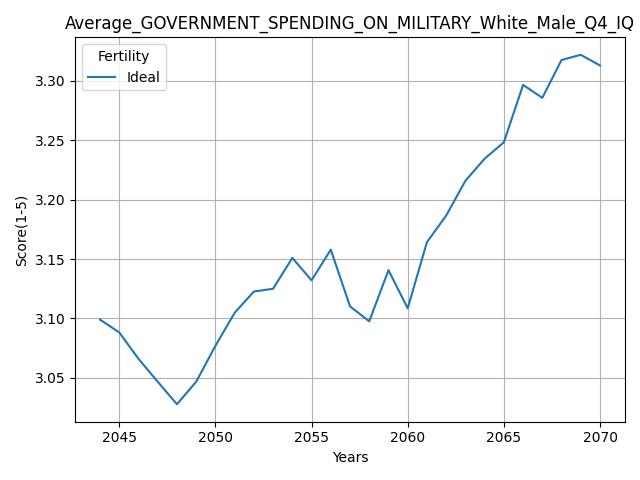 Average_GOVERNMENT_SPENDING_ON_MILITARY_White_Male_Q4_IQ
Fertility
Ideal
3.30
3.25
3.20
3.15
3.10
3.05
Score(1-5)
2045 2050 2055 2060 2065 2070
Years